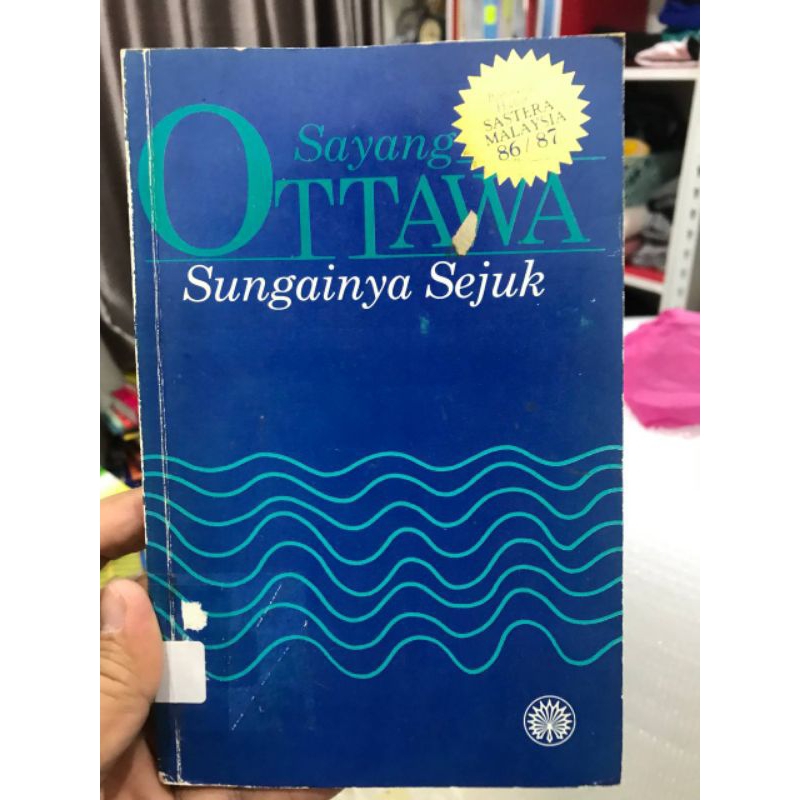 Sayang
OTTAWA
Sungainya Sejuk
SASTERA
MALAYSIA
86/87